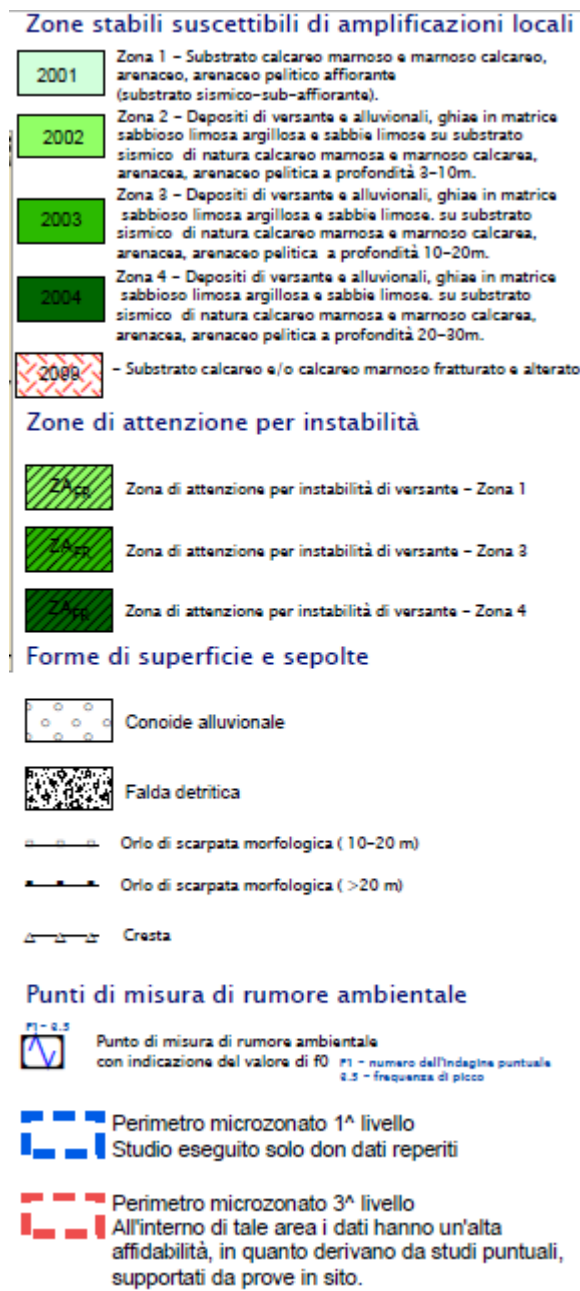 Zone stabili suscettibili di amplificazioni locali
2001
Zona 1 – Substrato calcareo marnoso e marnoso calcareo,
arenaceo, arenaceo pelitico affiorante
(substrato sismico-sub-affiorante).
2002
Zona 2 – Depositi di versante e alluvionali, ghiae in matrice
sabbioso limosa argillosa e sabbie limose su substrato
sismico di natura calcareo marnosa e marnoso calcarea,
arenacea, arenaceo pelitica a profondità 3-10m.
2003
Zona 3 – Depositi di versante e alluvionali, ghiae in matrice
sabbioso limosa argillosa e sabbie limose. su substrato
sismico di natura calcareo marnosa e marnoso calcarea,
arenacea, arenaceo pelitica a profondità 10-20m.
2004
Zona 4 – Depositi di versante e alluvionali, ghiae in matrice
sabbioso limosa argillosa e sabbie limose. su substrato
sismico di natura calcareo marnosa e marnoso calcarea,
arenacea, arenaceo pelitica a profondità 20-30m.
2099
– Substrato calcareo e/o calcareo marnoso fratturato e alterato
Zone di attenzione per instabilità
ZAFR
Zona di attenzione per instabilità di versante – Zona 1
ZAFR
Zona di attenzione per instabilità di versante – Zona 3
ZAFR
Zona di attenzione per instabilità di versante – Zona 4
Forme di superficie e sepolte
Conoide alluvionale
Falda detritica
Orlo di scarpata morfologica ( 10-20 m)
Orlo di scarpata morfologica ( >20 m)
Cresta
Punti di misura di rumore ambientale
P1 - 2.5
Punto di misura di rumore ambientale
con indicazione del valore di f0
P1 - numero dell'indagine puntuale
2.5 - frequenza di picco
Perimetro microzonato 1^ livello
Studio eseguito solo don dati reperiti
Perimetro microzonato 3^ livello
All'interno di tale area i dati hanno un'alta
affidabilità, in quanto derivano da studi puntuali,
supportati da prove in sito.